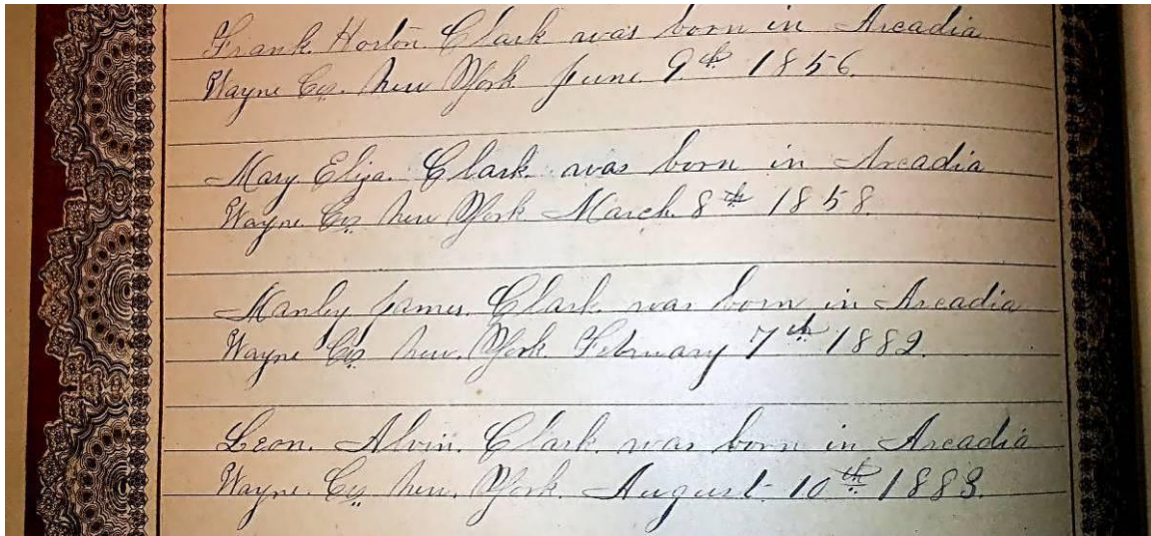 Frank. Horton. Clark was born in Arcadia
Wayne Co. New York June 9th 1856.
Mary Eliza. Clark was born in Arcadia
Wayne Co. New York March 8th 1858.
Manley James. Clark. was born in Arcadia
Wayne Co. New. York. February 7th 1882.
Leon. Alvin. Clark. was born in Arcadia
Wayne. Co. New. York. August. 10th 1883.